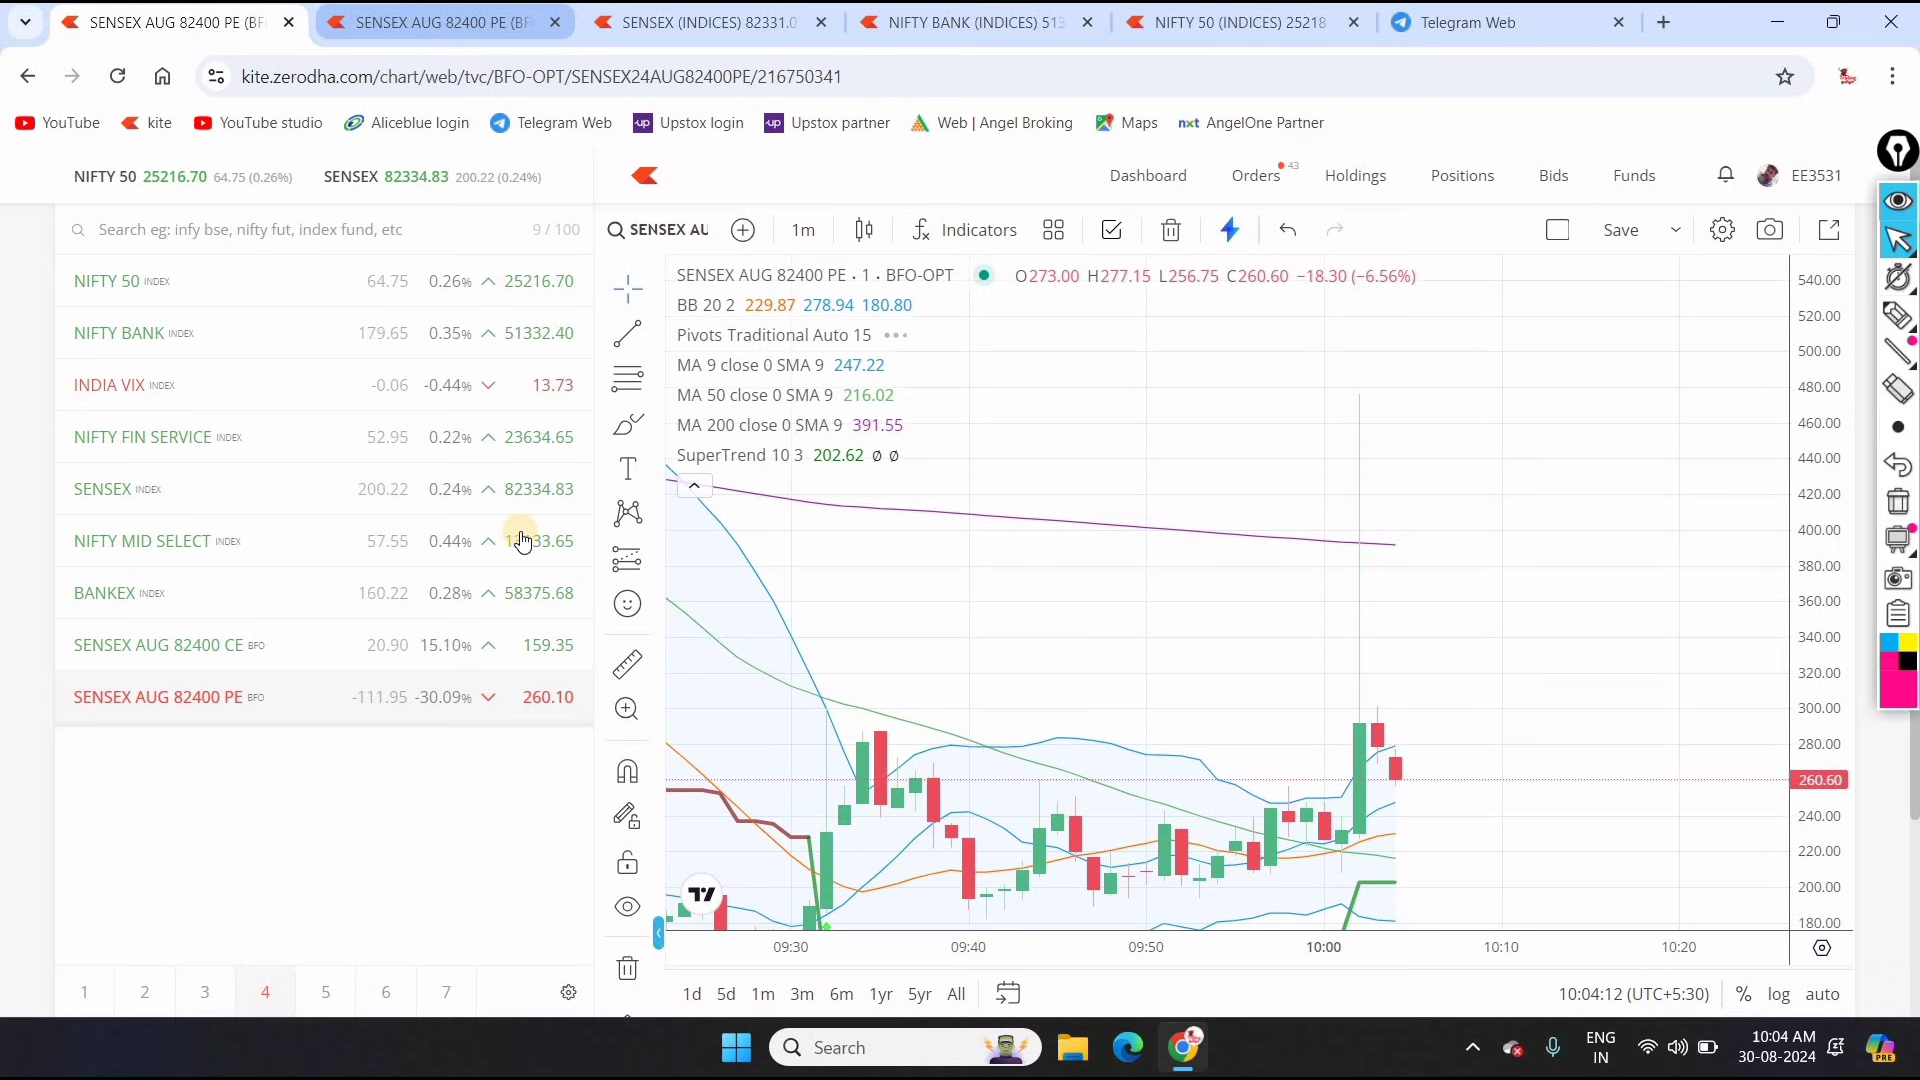 SENSEX AUG 82400 PE (BF
SENSEX AUG 82400 PE (BF
SENSEX (INDICES) 82331.0
NIFTY BANK (INDICES) 513
NIFTY 50 (INDICES) 25218
Telegram Web
kite.zerodha.com/chart/web/tvc/BFO-OPT/SENSEX24AUG82400PE/216750341
YouTube
kite
YouTube studio
Aliceblue login
Telegram Web
up Upstox login
up Upstox partner
Web | Angel Broking
Maps
nxt AngelOne Partner
NIFTY 50 25216.70 64.75 (0.26%)
SENSEX 82334.83 200.22 (0.24%)
Dashboard
Orders 43
Holdings
Positions
Bids
Funds
EE3531
Search eg: infy bse, nifty fut, index fund, etc
9 / 100
NIFTY 50 INDEX 64.75 0.26% 25216.70
NIFTY BANK INDEX 179.65 0.35% 51332.40
INDIA VIX INDEX -0.06 -0.44% 13.73
NIFTY FIN SERVICE INDEX 52.95 0.22% 23634.65
SENSEX INDEX 200.22 0.24% 82334.83
NIFTY MID SELECT INDEX 57.55 0.44%
BANKEX INDEX 160.22 0.28% 58375.68
SENSEX AUG 82400 CE BFO 20.90 15.10% 159.35
SENSEX AUG 82400 PE BFO -111.95 -30.09% 260.10
1 2 3 4 5 6 7
SENSEX AU
1m
Indicators
Save
SENSEX AUG 82400 PE · 1 · BFO-OPT O273.00 H277.15 L256.75 C260.60 −18.30 (−6.56%)
BB 20 2 229.87 278.94 180.80
Pivots Traditional Auto 15
MA 9 close 0 SMA 9 247.22
MA 50 close 0 SMA 9 216.02
MA 200 close 0 SMA 9 391.55
SuperTrend 10 3 202.62 Ø Ø
540.00
520.00
500.00
480.00
460.00
440.00
420.00
400.00
380.00
360.00
340.00
320.00
300.00
280.00
260.60
240.00
220.00
200.00
180.00
09:30 09:40 09:50 10:00 10:10 10:20
1d 5d 1m 3m 6m 1yr 5yr All
10:04:12 (UTC+5:30) % log auto
Search
ENG
IN
10:04 AM
30-08-2024
PRE